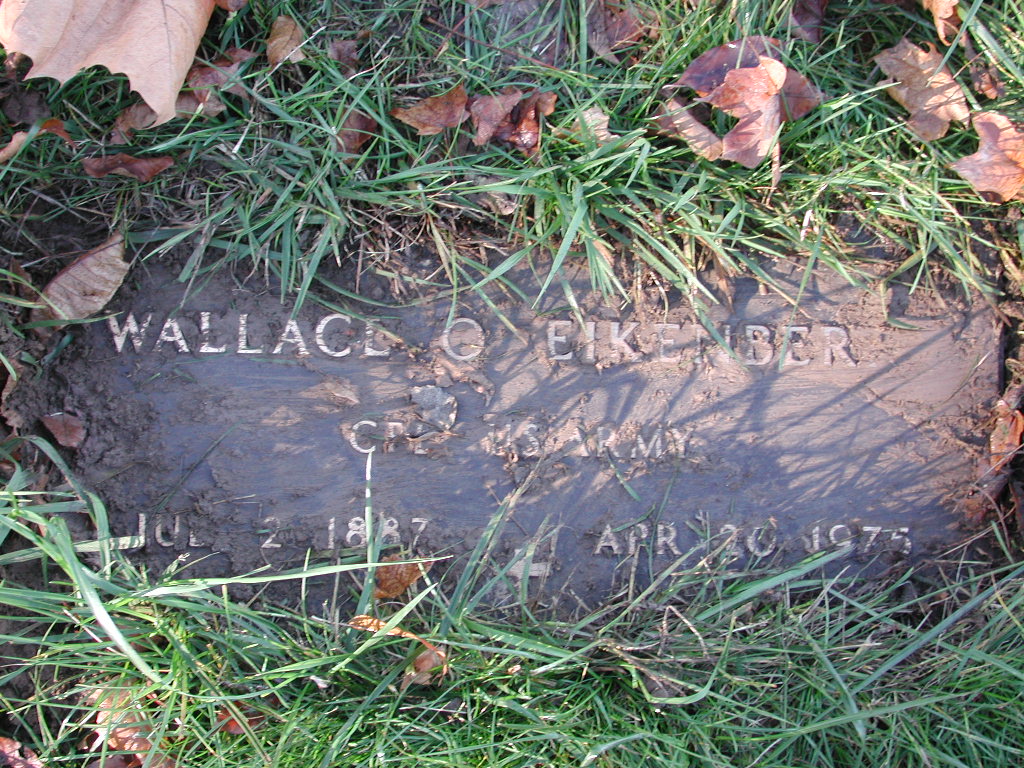 WALLACE O EIKENBER
CPL US ARMY
JUL 2 1887 APR 20 1975